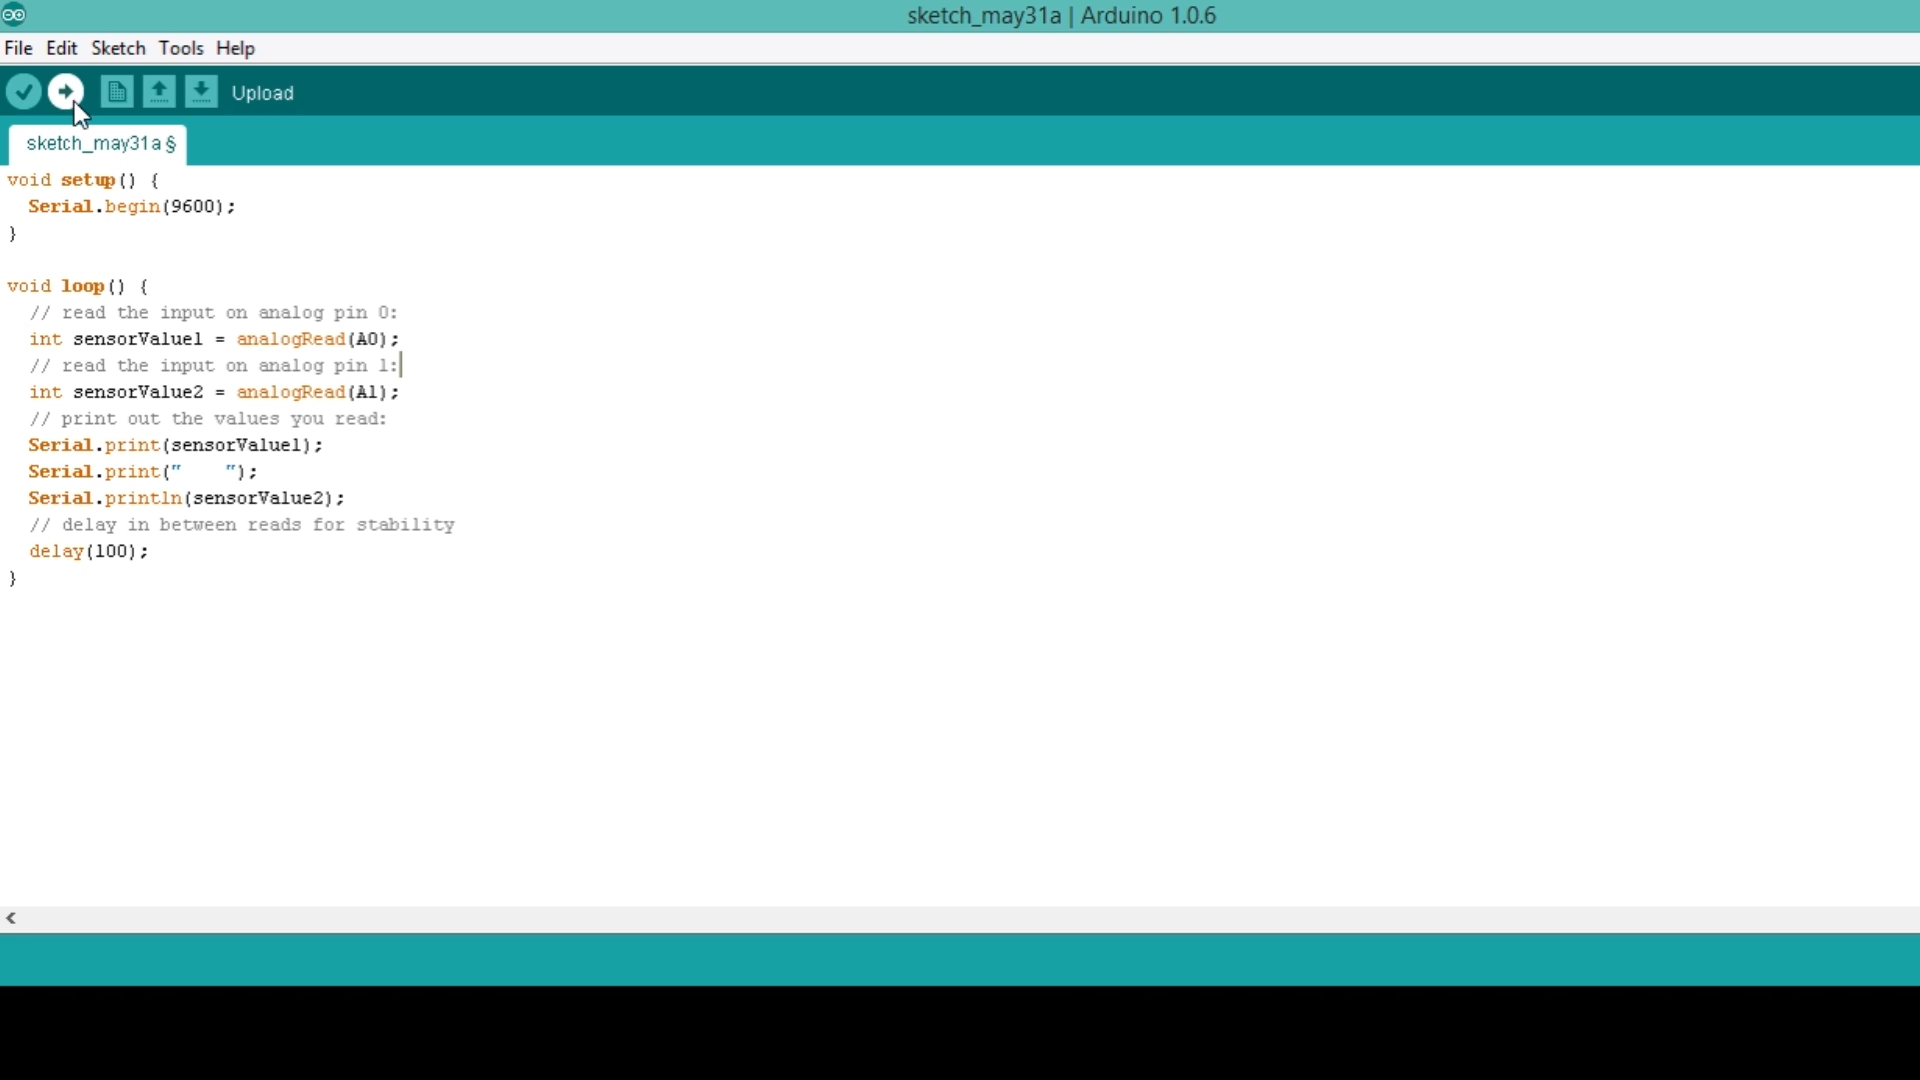 sketch_may31a | Arduino 1.0.6
File Edit Sketch Tools Help
Upload
sketch_may31a §
void setup() {
  Serial.begin(9600);
}

void loop() {
  // read the input on analog pin 0:
  int sensorValue1 = analogRead(A0);
  // read the input on analog pin 1:
  int sensorValue2 = analogRead(A1);
  // print out the values you read:
  Serial.print(sensorValue1);
  Serial.print("    ");
  Serial.println(sensorValue2);
  // delay in between reads for stability
  delay(100);
}